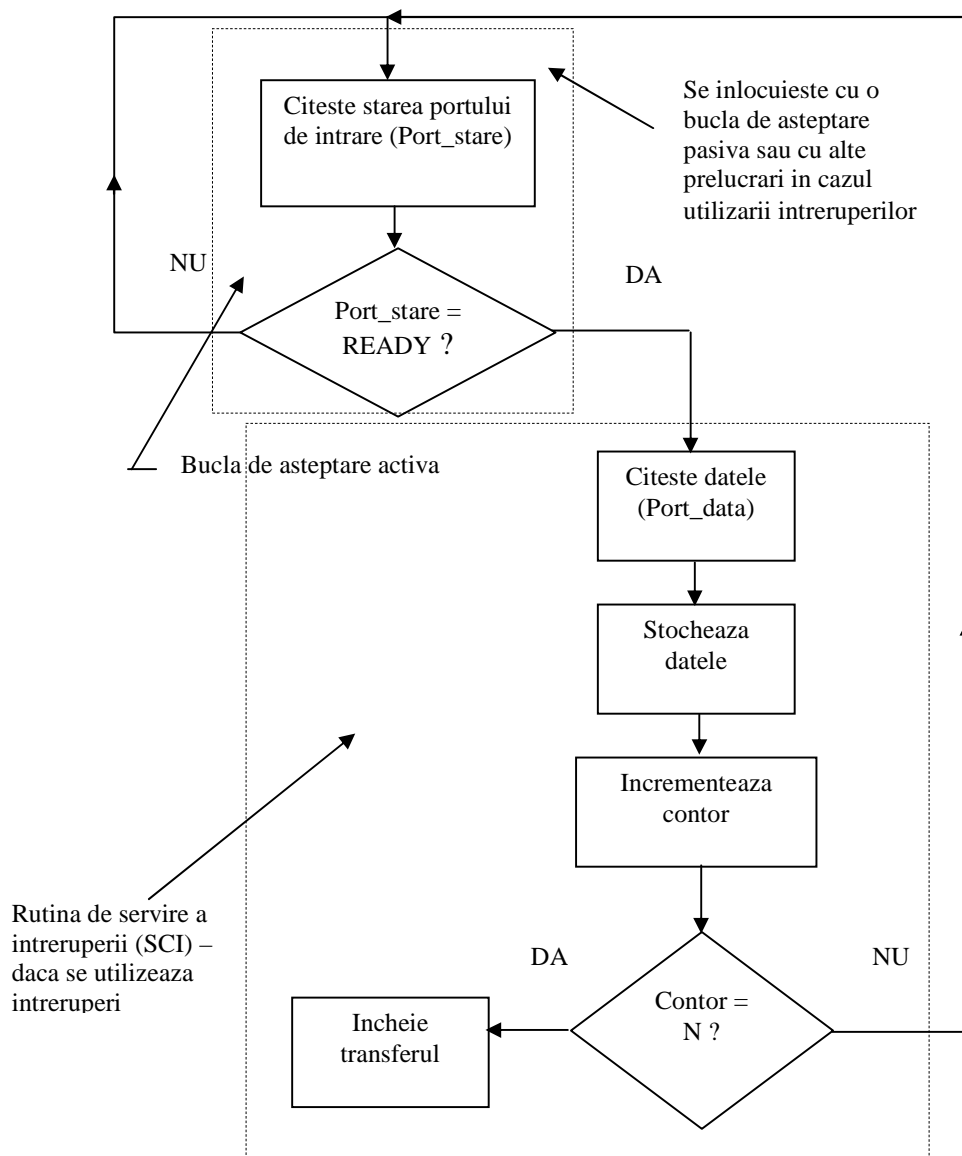 Citeste starea portului
de intrare (Port_stare)
Se inlocuieste cu o
bucla de asteptare
pasiva sau cu alte
prelucrari in cazul
utilizarii intreruperilor
NU
DA
Port_stare =
READY ?
Bucla de asteptare activa
Citeste datele
(Port_data)
Stocheaza
datele
Incrementeaza
contor
Rutina de servire a
intreruperii (SCI) –
daca se utilizeaza
intreruperi
DA
NU
Contor =
N ?
Incheie
transferul